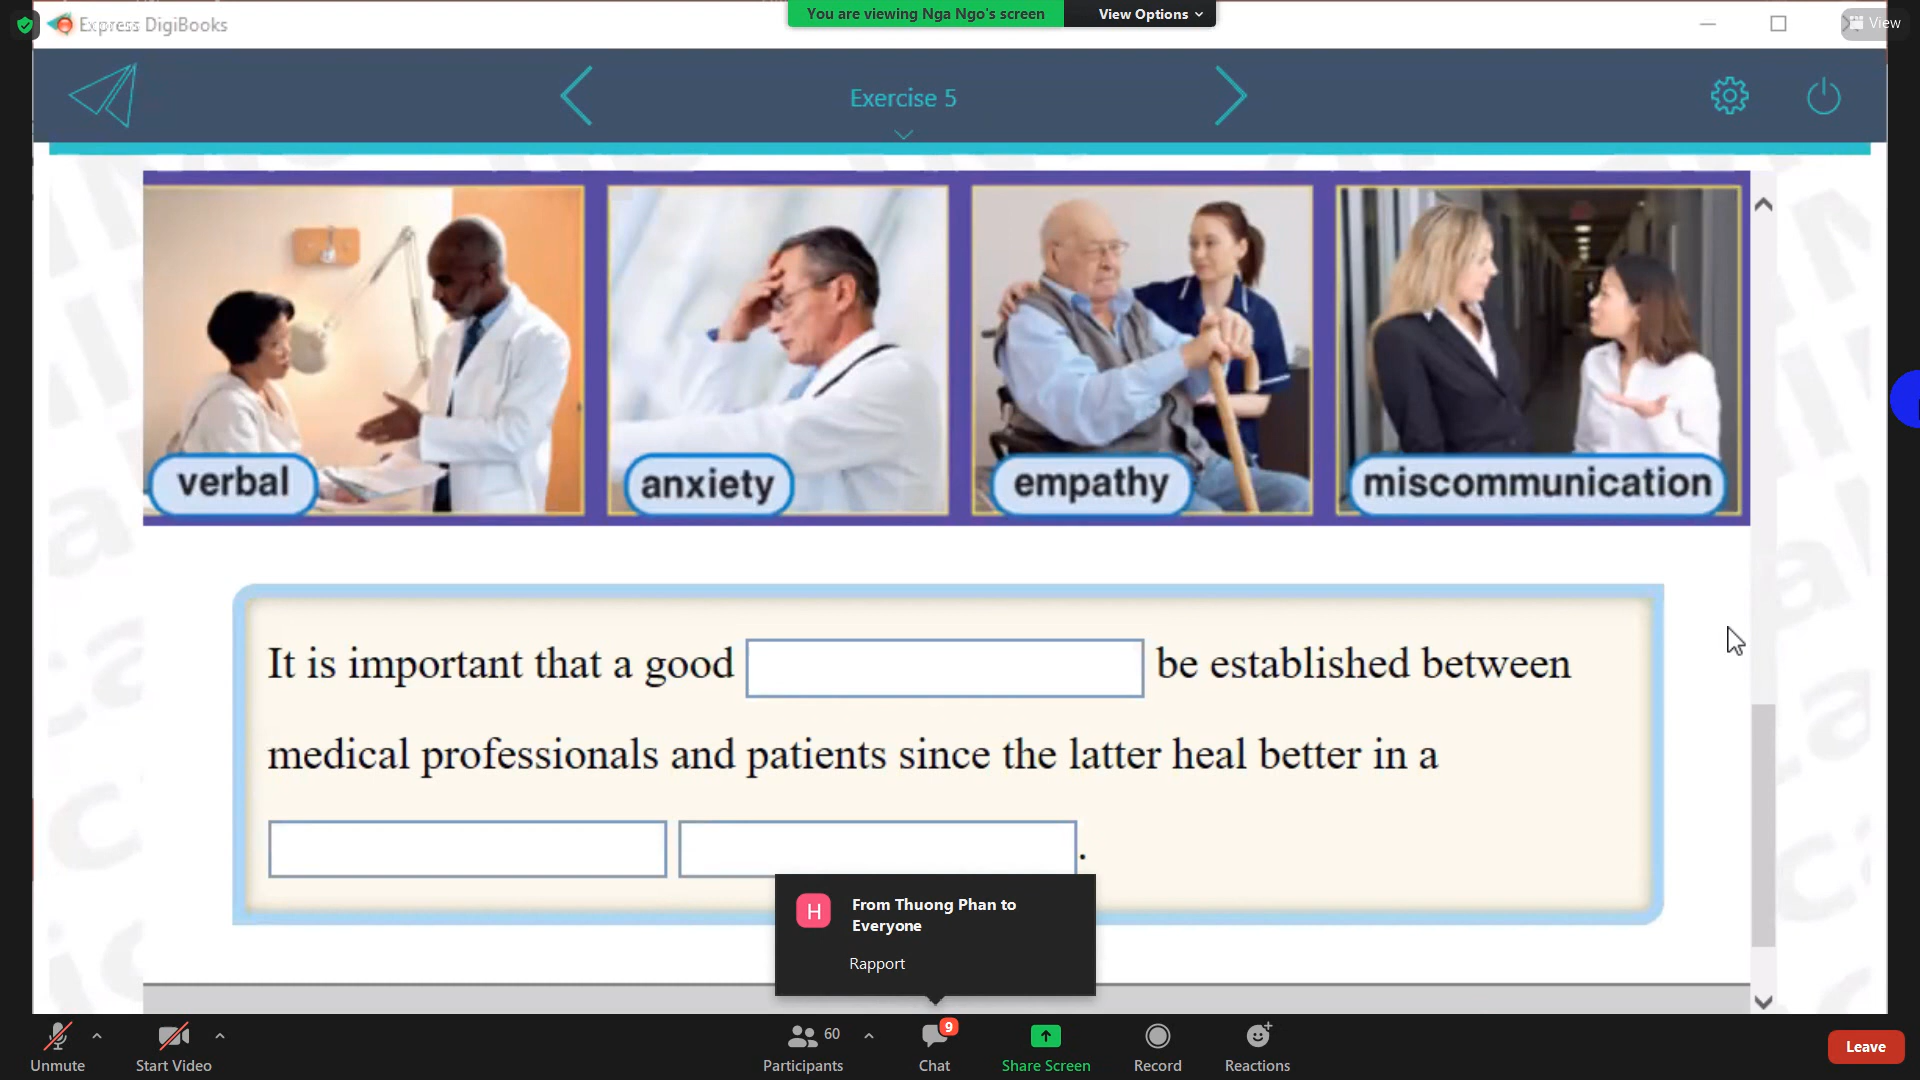 Express DigiBooks
You are viewing Nga Ngo's screen
View Options
View
Exercise 5
verbal
anxiety
empathy
miscommunication
It is important that a good be established between
medical professionals and patients since the latter heal better in a
.
H
From Thuong Phan to
Everyone
Rapport
Unmute
Start Video
60
Participants
9
Chat
Share Screen
Record
Reactions
Leave